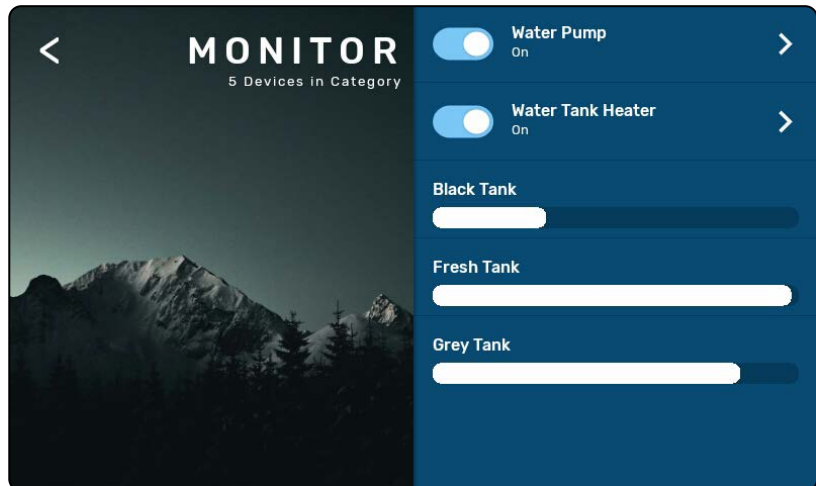 MONITOR
5 Devices in Category
Water Pump
On
Water Tank Heater
On
Black Tank
Fresh Tank
Grey Tank